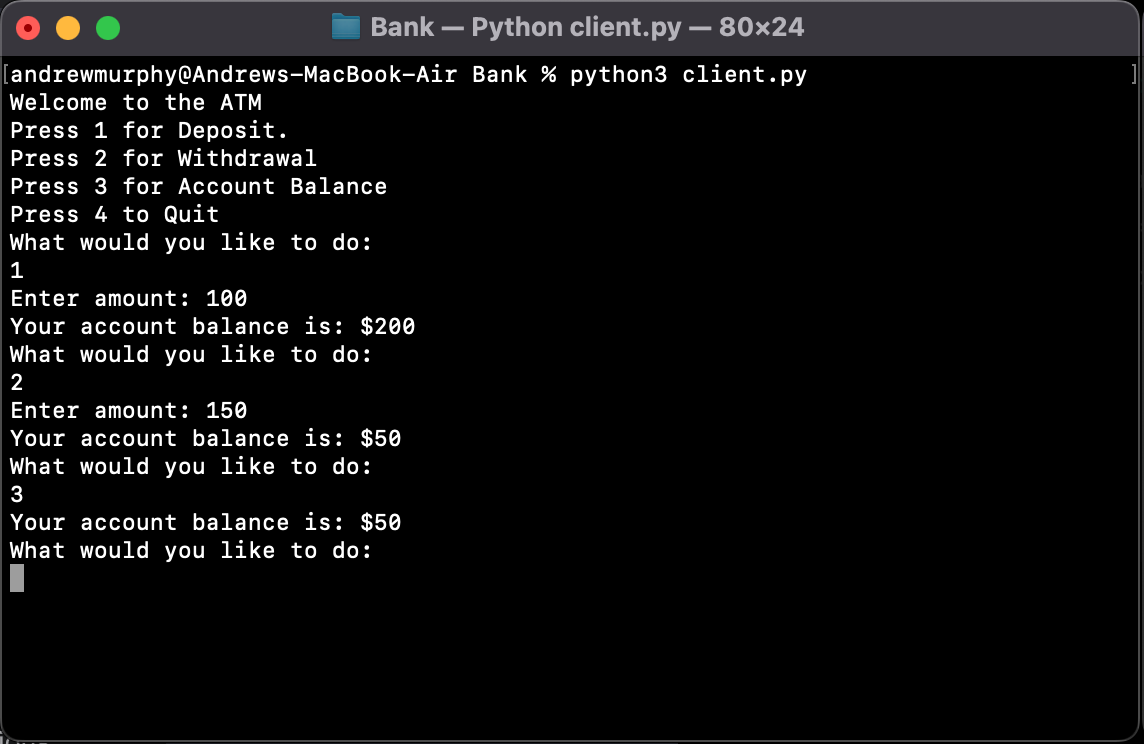 Bank — Python client.py — 80×24
[andrewmurphy@Andrews-MacBook-Air Bank % python3 client.py ]
Welcome to the ATM
Press 1 for Deposit.
Press 2 for Withdrawal
Press 3 for Account Balance
Press 4 to Quit
What would you like to do:
1
Enter amount: 100
Your account balance is: $200
What would you like to do:
2
Enter amount: 150
Your account balance is: $50
What would you like to do:
3
Your account balance is: $50
What would you like to do: